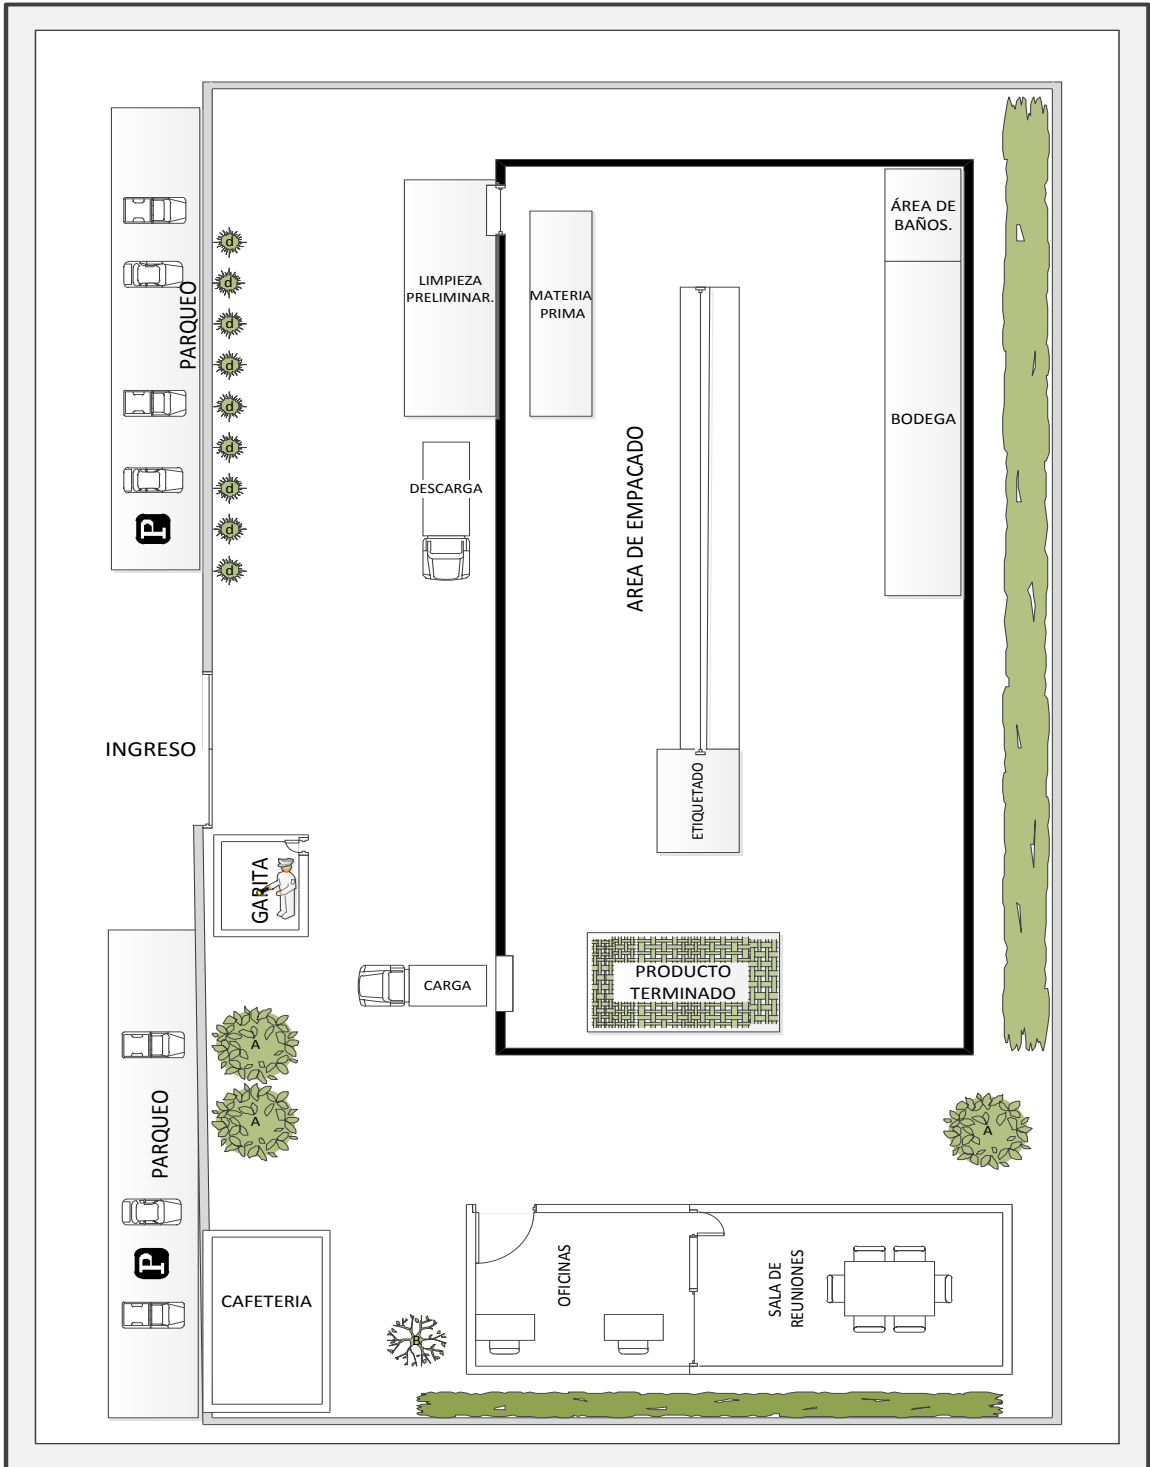 ÁREA DE
BAÑOS.
d
d
d
d
d
d
d
d
d
PARQUEO
P
LIMPIEZA
PRELIMINAR.
MATERIA
PRIMA
BODEGA
AREA DE EMPACADO
DESCARGA
INGRESO
ETIQUETADO
GARITA
CARGA
PRODUCTO
TERMINADO
A
A
A
PARQUEO
P
CAFETERIA
OFICINAS
SALA DE
REUNIONES
B